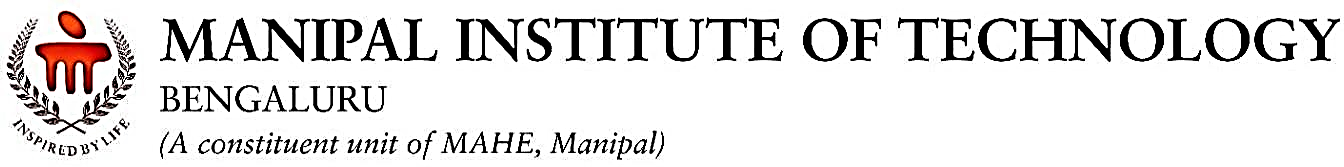 MANIPAL INSTITUTE OF TECHNOLOGY
BENGALURU
(A constituent unit of MAHE, Manipal)
INSPIRED BY LIFE